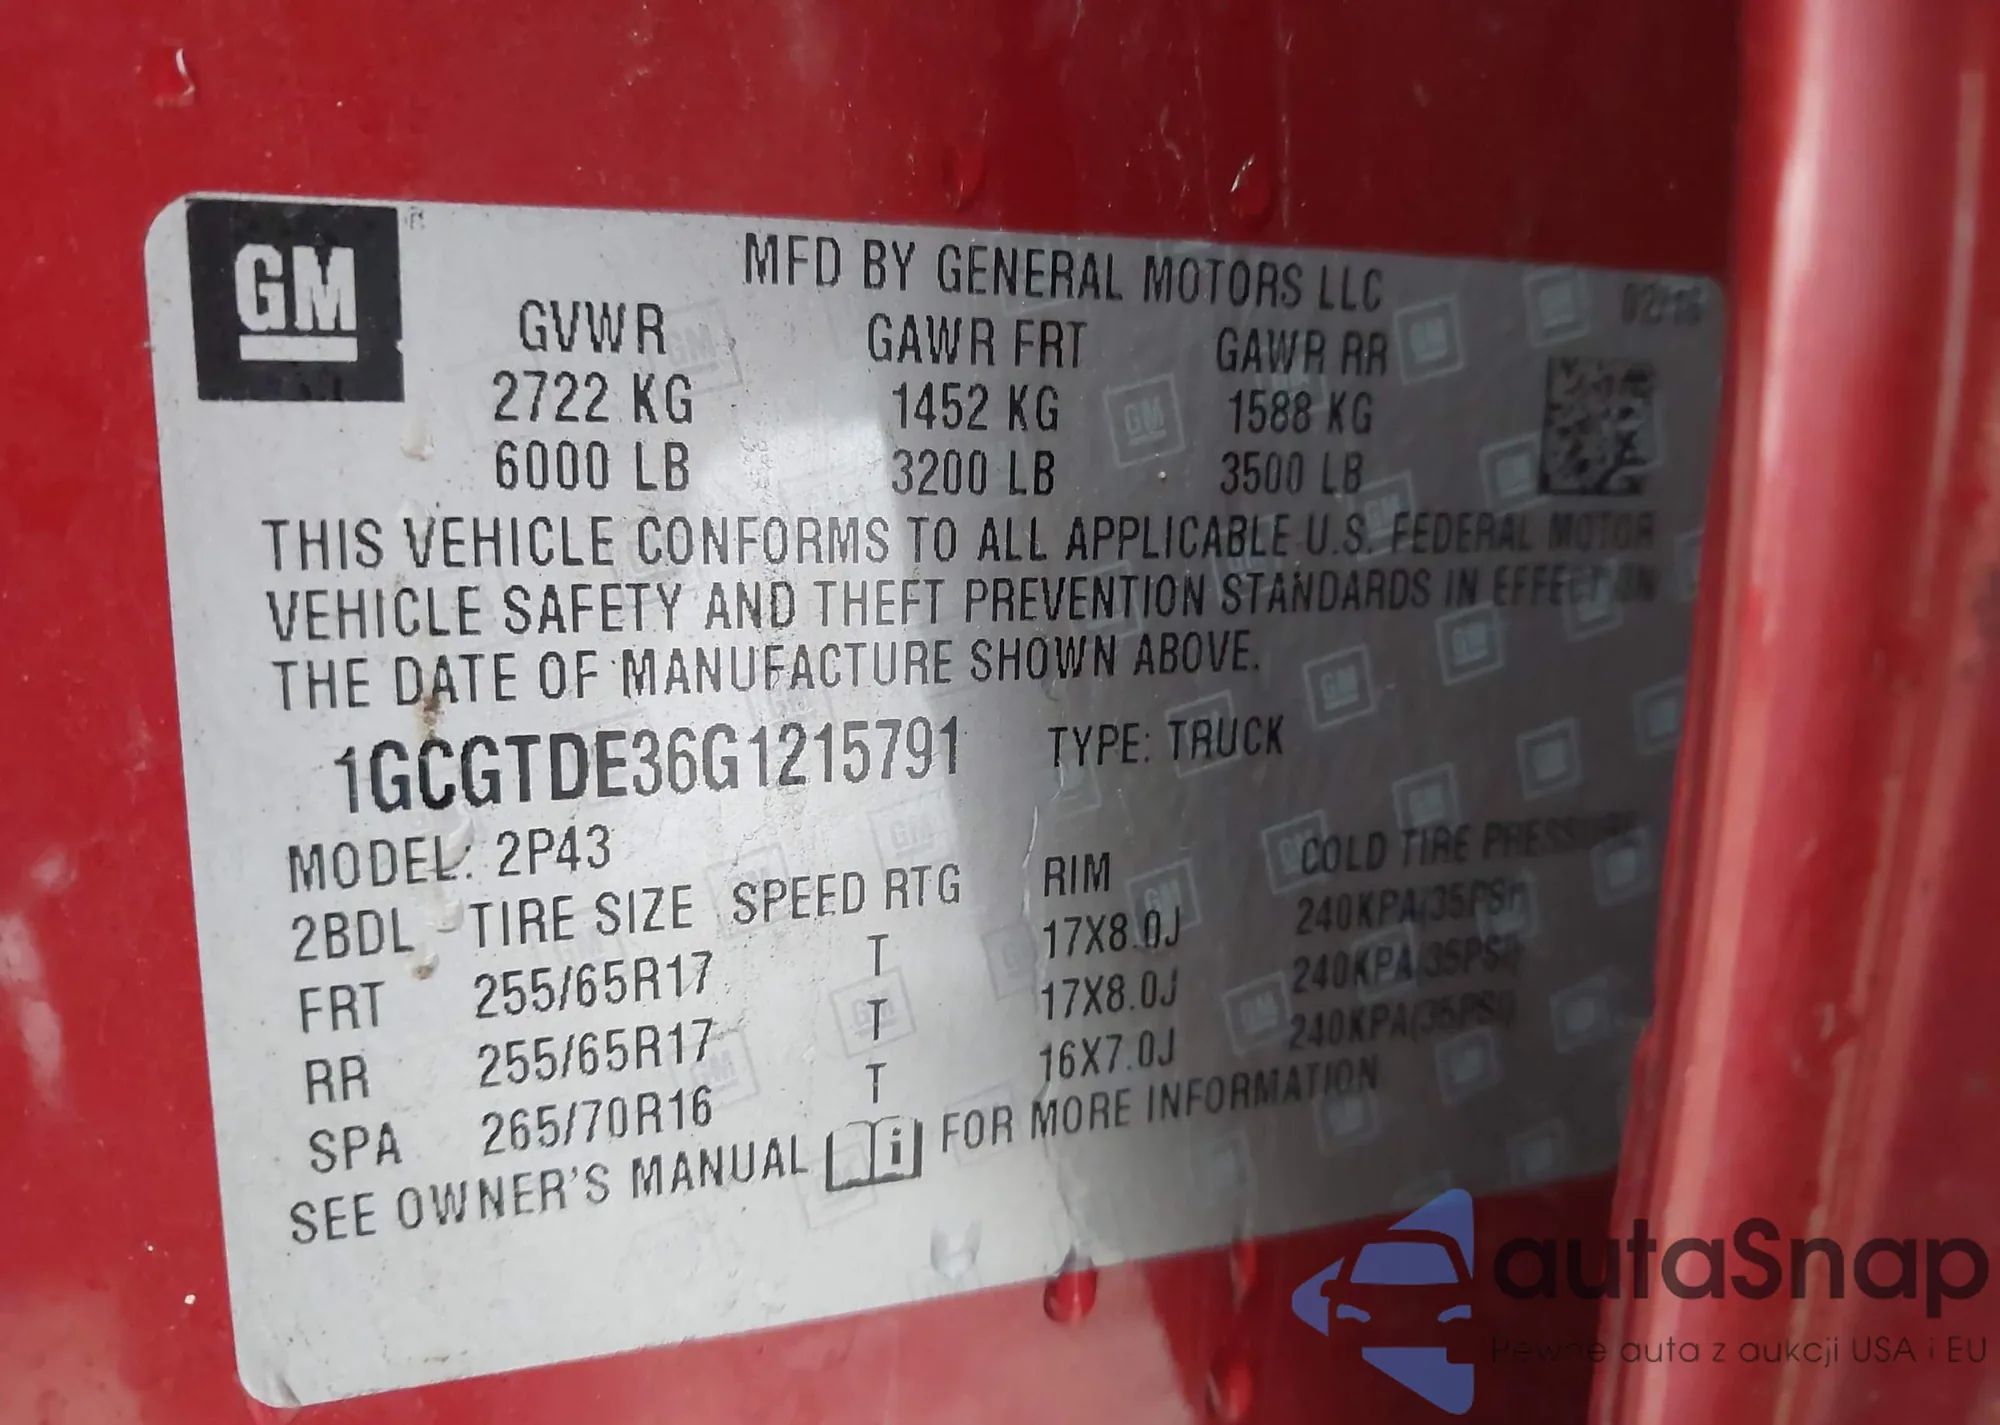 GM
MFD BY GENERAL MOTORS LLC
02/16
GVWR GAWR FRT GAWR RR
2722 KG 1452 KG 1588 KG
6000 LB 3200 LB 3500 LB
THIS VEHICLE CONFORMS TO ALL APPLICABLE U.S. FEDERAL MOTOR
VEHICLE SAFETY AND THEFT PREVENTION STANDARDS IN EFFECT ON
THE DATE OF MANUFACTURE SHOWN ABOVE.
1GCGTDE36G1215791 TYPE: TRUCK
MODEL: 2P43
2BDL TIRE SIZE SPEED RTG RIM COLD TIRE PRESSURE
FRT 255/65R17 T 17X8.0J 240KPA(35PSI)
RR 255/65R17 T 17X8.0J 240KPA(35PSI)
SPA 265/70R16 T 16X7.0J 240KPA(35PSI)
SEE OWNER'S MANUAL i FOR MORE INFORMATION
autaSnap
Pewne auta z aukcji USA i EU